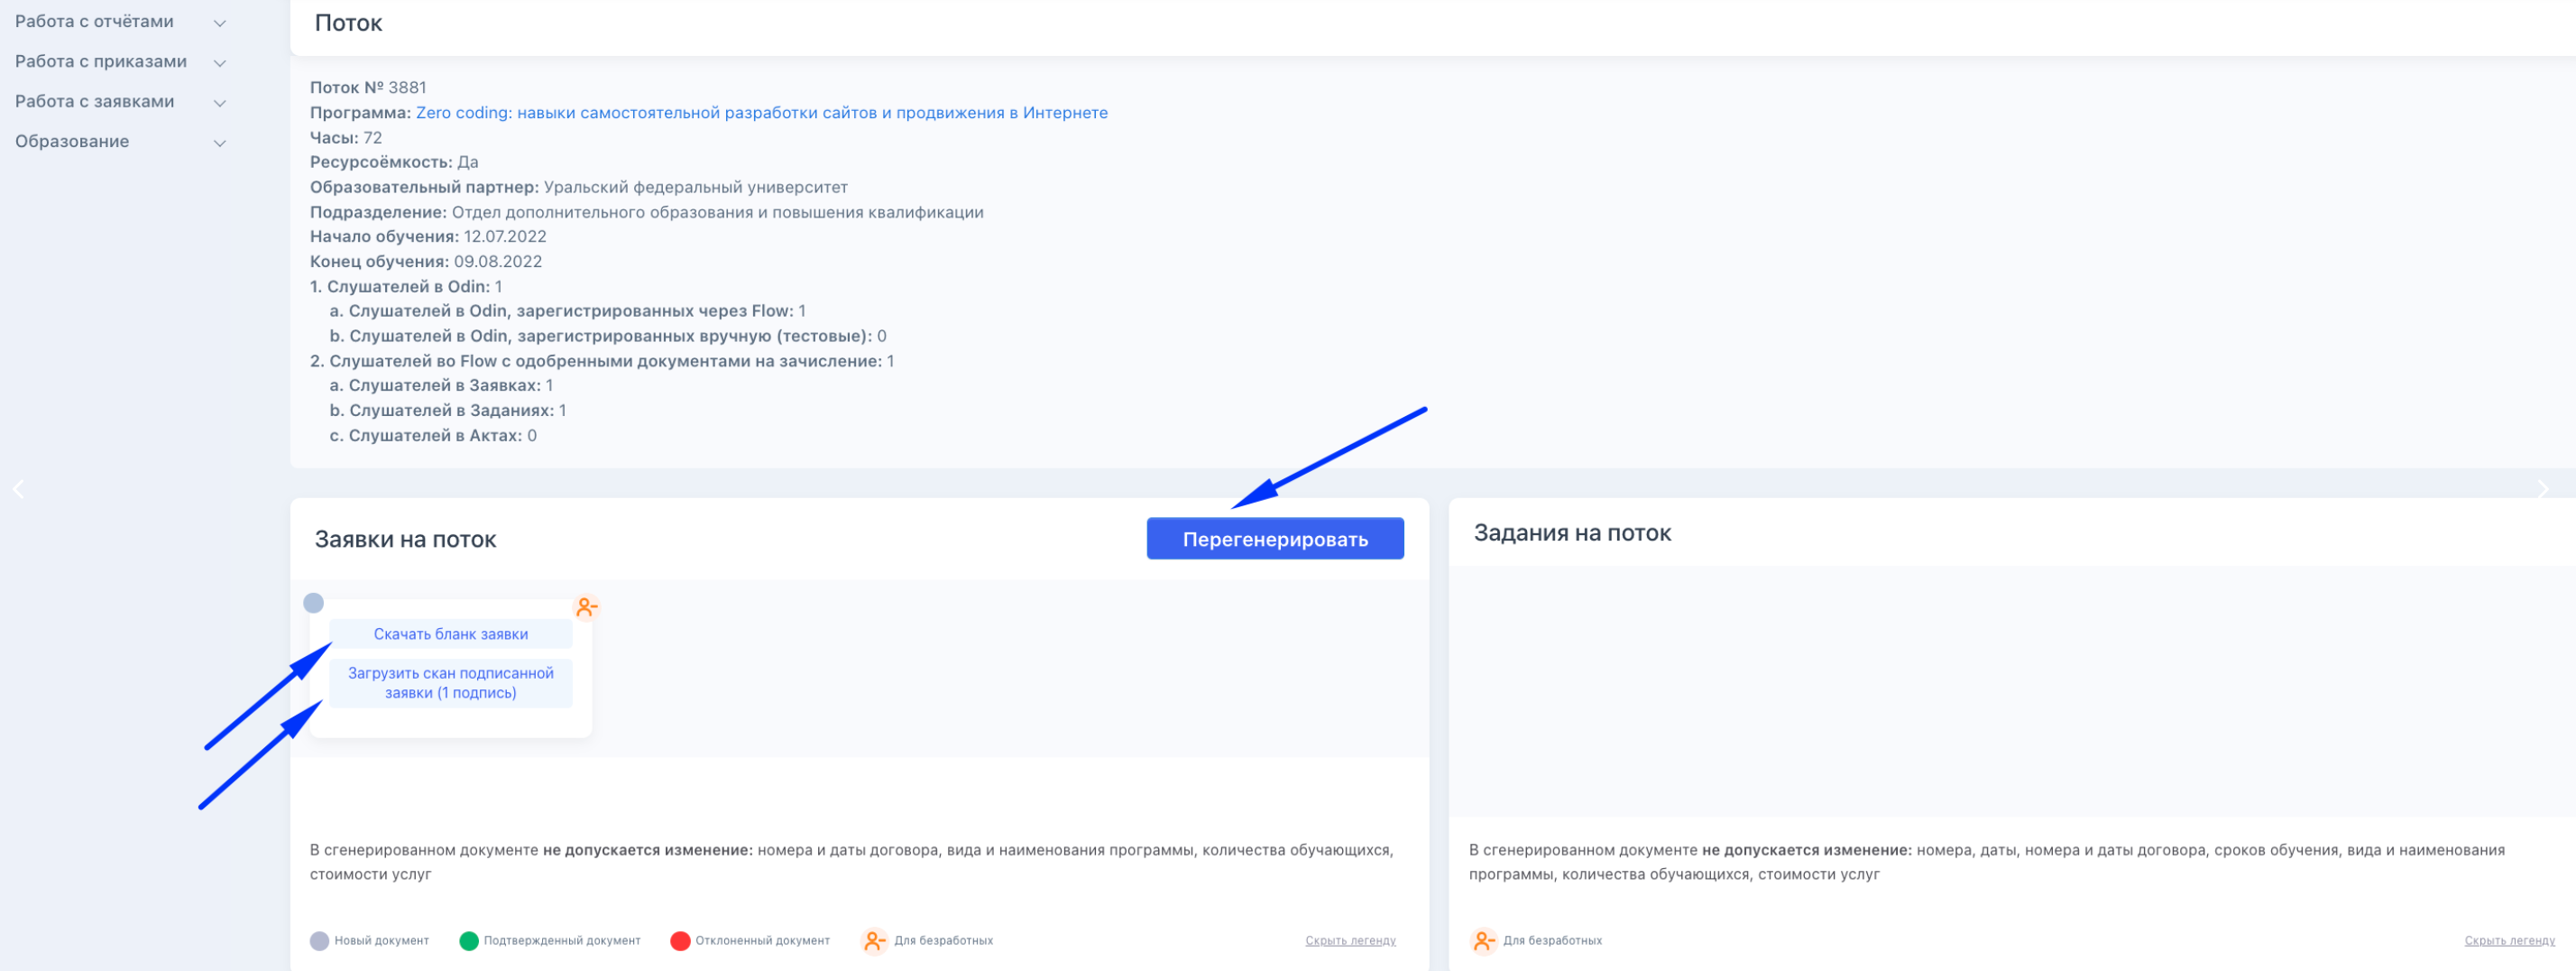 Работа с отчётами
Работа с приказами
Работа с заявками
Образование
Поток
Поток № 3881
Программа: Zero coding: навыки самостоятельной разработки сайтов и продвижения в Интернете
Часы: 72
Ресурсоёмкость: Да
Образовательный партнер: Уральский федеральный университет
Подразделение: Отдел дополнительного образования и повышения квалификации
Начало обучения: 12.07.2022
Конец обучения: 09.08.2022
1. Слушателей в Odin: 1
a. Слушателей в Odin, зарегистрированных через Flow: 1
b. Слушателей в Odin, зарегистрированных вручную (тестовые): 0
2. Слушателей во Flow с одобренными документами на зачисление: 1
a. Слушателей в Заявках: 1
b. Слушателей в Заданиях: 1
c. Слушателей в Актах: 0
Заявки на поток
Перегенерировать
Скачать бланк заявки
Загрузить скан подписанной
заявки (1 подпись)
В сгенерированном документе не допускается изменение: номера и даты договора, вида и наименования программы, количества обучающихся,
стоимости услуг
Новый документ
Подтвержденный документ
Отклоненный документ
Для безработных
Скрыть легенду
Задания на поток
В сгенерированном документе не допускается изменение: номера, даты, номера и даты договора, сроков обучения, вида и наименования
программы, количества обучающихся, стоимости услуг
Для безработных
Скрыть легенду